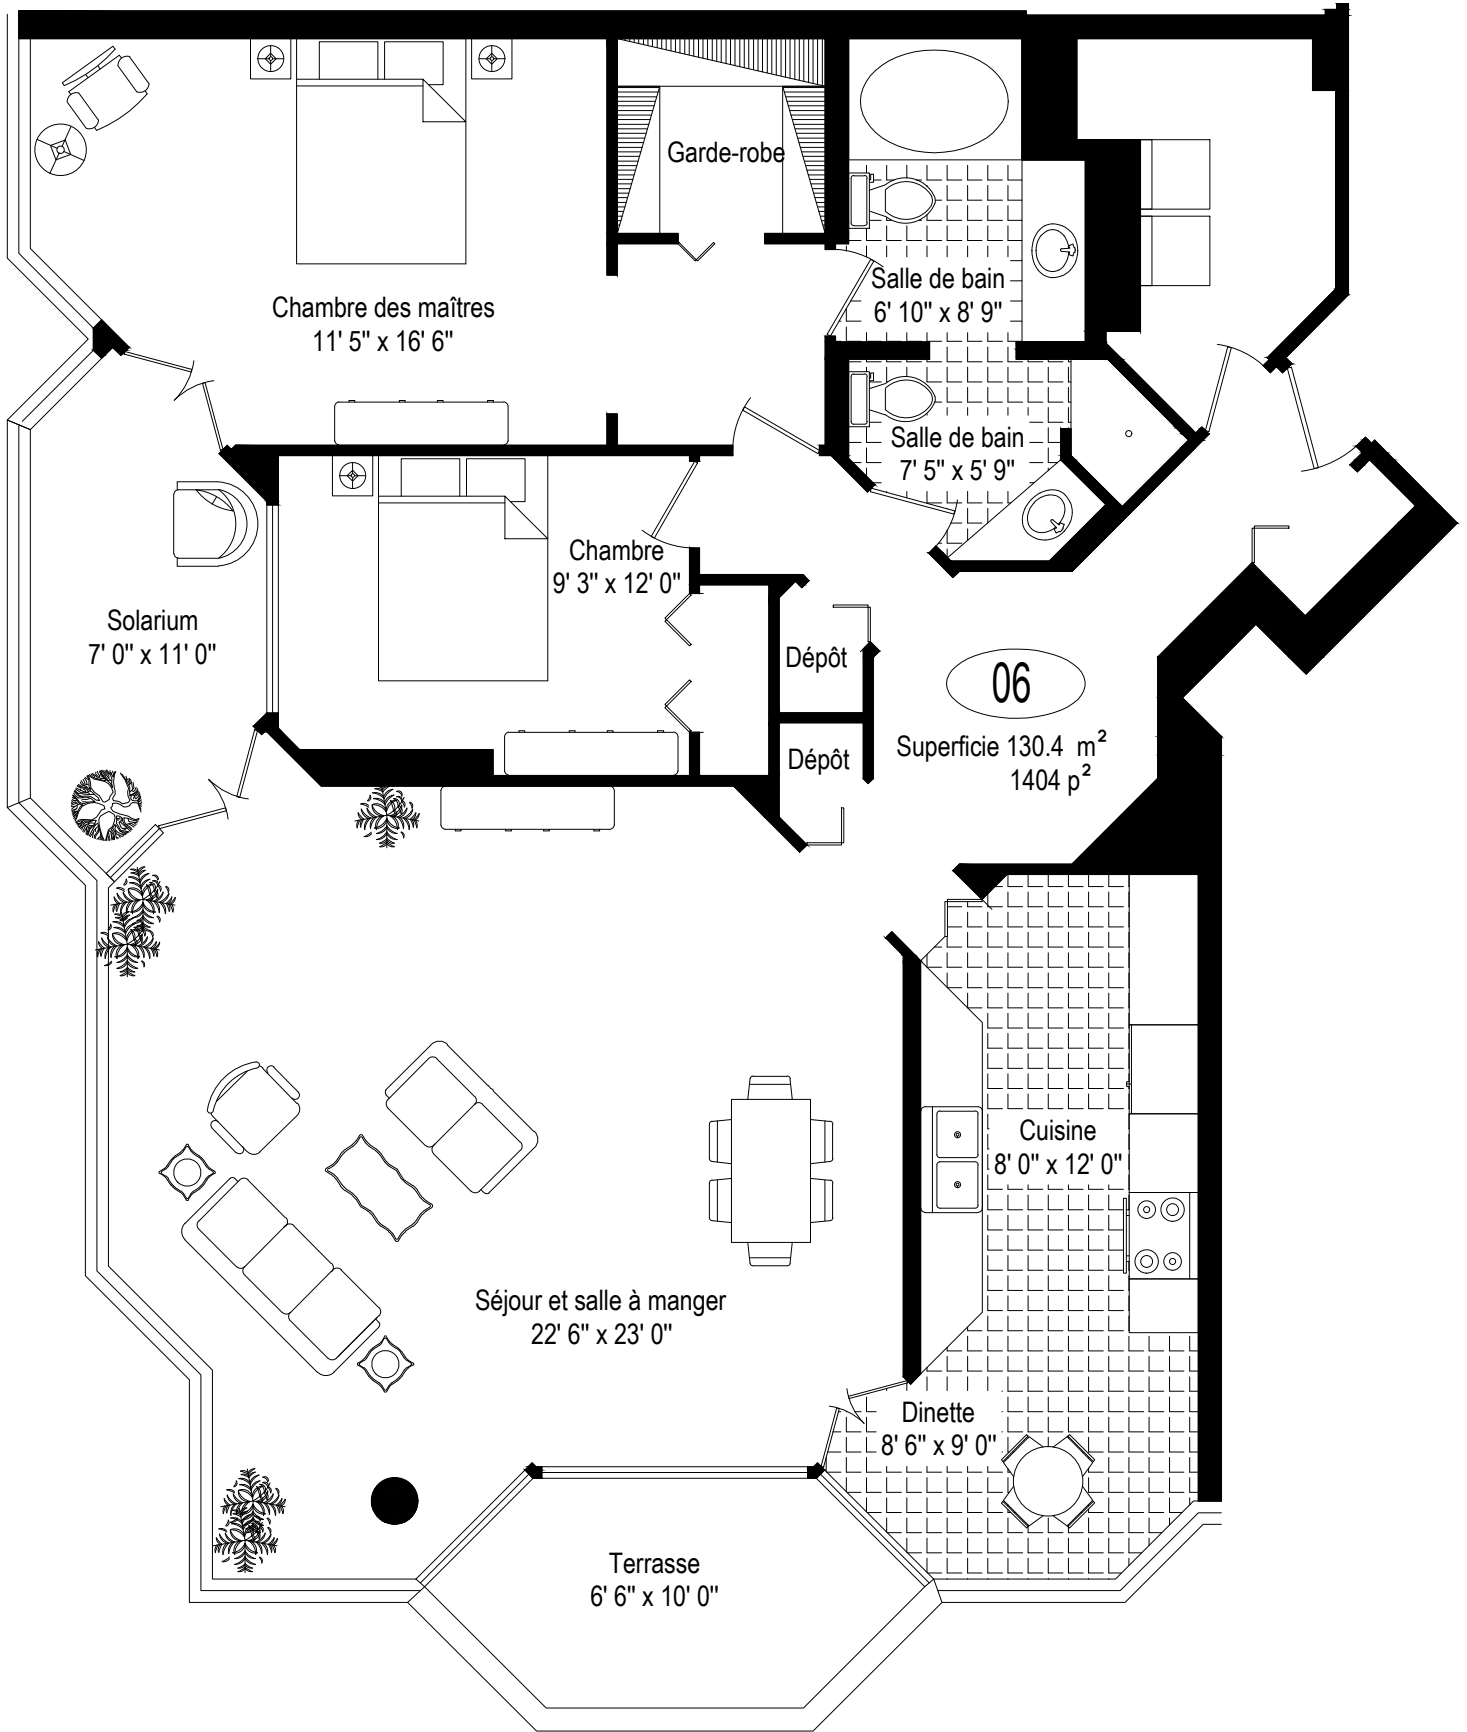 Garde-robe
Salle de bain
6' 10" x 8' 9"
Chambre des maîtres
11' 5" x 16' 6"
Salle de bain
7' 5" x 5' 9"
Chambre
9' 3" x 12' 0"
Solarium
7' 0" x 11' 0"
Dépôt
06
Dépôt
Superficie 130.4 m²
1404 p²
Cuisine
8' 0" x 12' 0"
Séjour et salle à manger
22' 6" x 23' 0"
Dinette
8' 6" x 9' 0"
Terrasse
6' 6" x 10' 0"